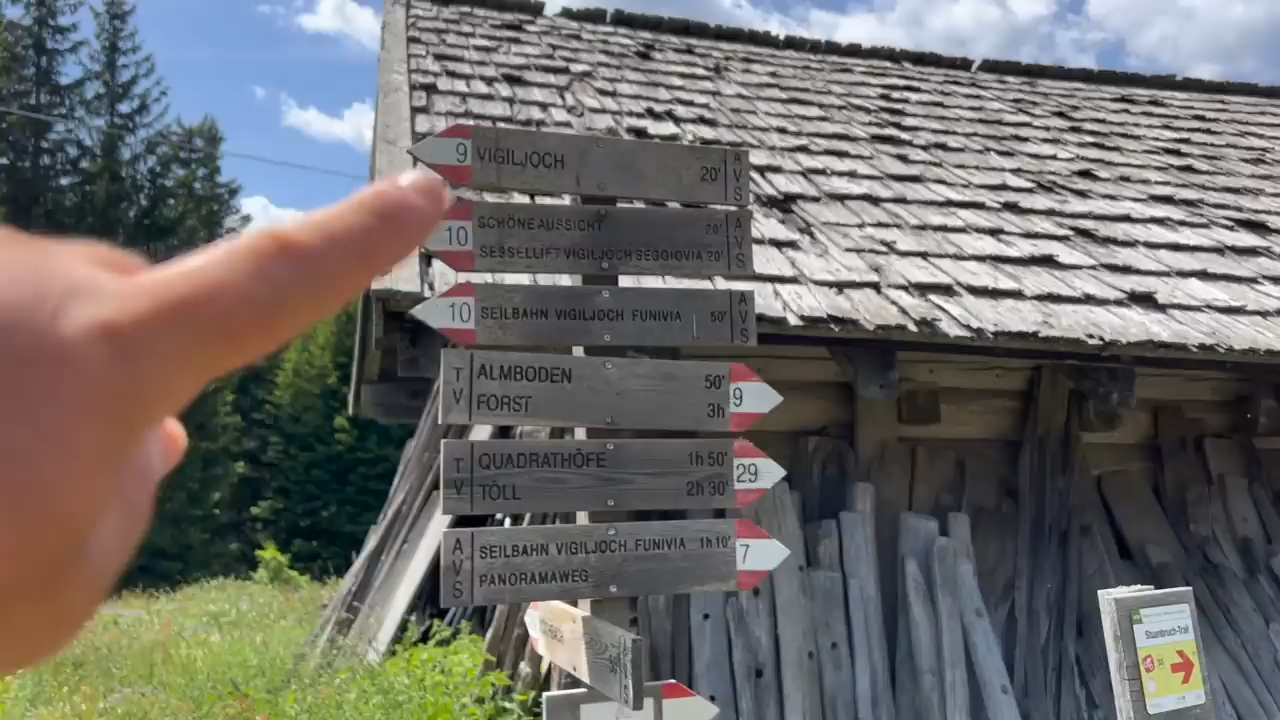 9 VIGILJOCH 20' AVS
10 SCHÖNE AUSSICHT 20' AVS
SESSELLIFT VIGILJOCH SEGGIOVIA 20'
10 SEILBAHN VIGILJOCH FUNIVIA 50' AVS
TV ALMBODEN 50' 9
FORST 3h
TV QUADRATHÖFE 1h 50' 29
TÖLL 2h 30'
AVS SEILBAHN VIGILJOCH FUNIVIA 1h 10' 7
PANORAMAWEG
Stuanbruch-Trail